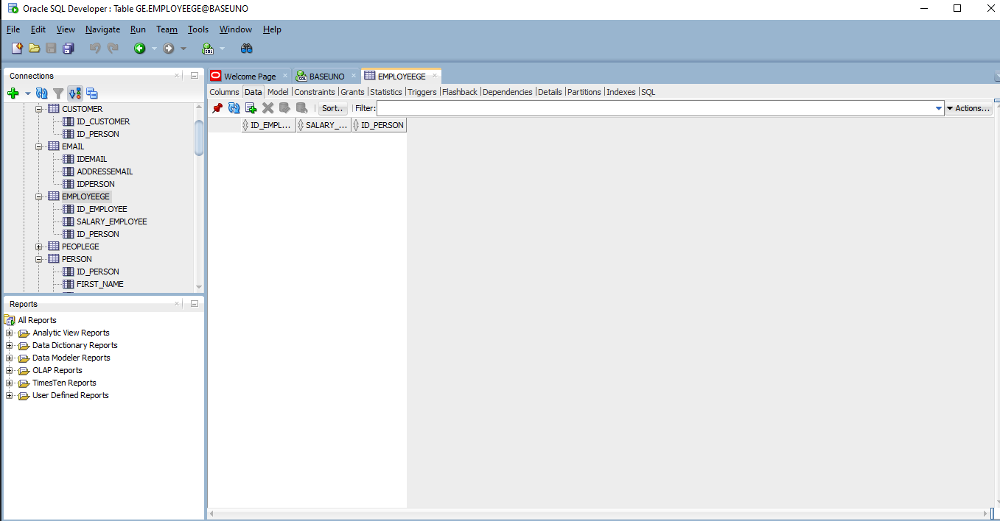 Oracle SQL Developer : Table GE.EMPLOYEEGE@BASEUNO
File Edit View Navigate Run Team Tools Window Help
Connections
CUSTOMER
ID_CUSTOMER
ID_PERSON
EMAIL
IDEMAIL
ADDRESSEMAIL
IDPERSON
EMPLOYEEGE
ID_EMPLOYEE
SALARY_EMPLOYEE
ID_PERSON
PEOPLEGE
PERSON
ID_PERSON
FIRST_NAME
Reports
All Reports
Analytic View Reports
Data Dictionary Reports
Data Modeler Reports
OLAP Reports
TimesTen Reports
User Defined Reports
Welcome Page BASEUNO EMPLOYEEGE
Columns Data Model Constraints Grants Statistics Triggers Flashback Dependencies Details Partitions Indexes SQL
Sort.. Filter: Actions...
ID_EMPL... SALARY_... ID_PERSON